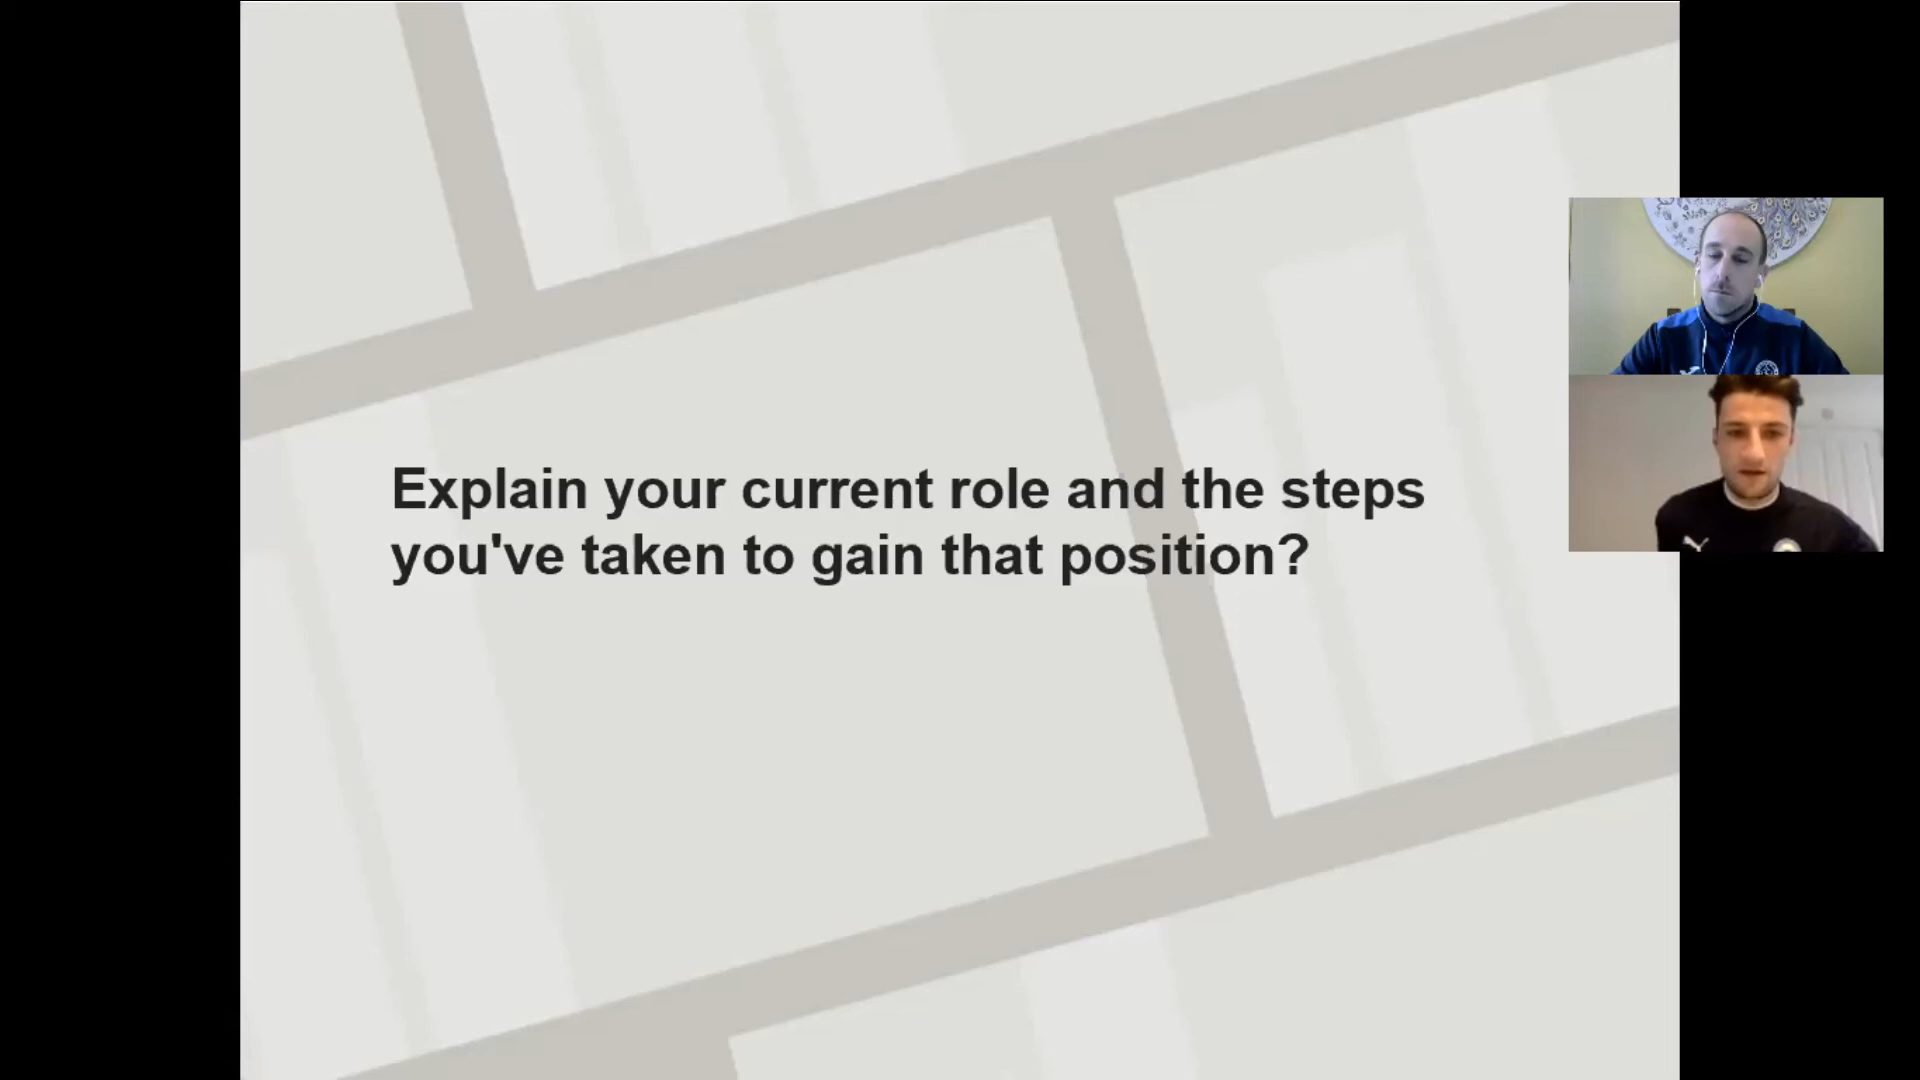 Explain your current role and the steps
you've taken to gain that position?